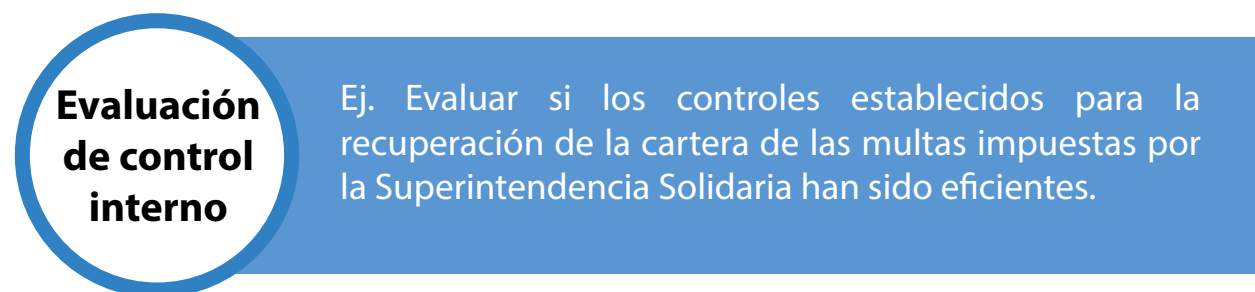 Evaluación
de control
interno
Ej. Evaluar si los controles establecidos para la
recuperación de la cartera de las multas impuestas por
la Superintendencia Solidaria han sido eficientes.